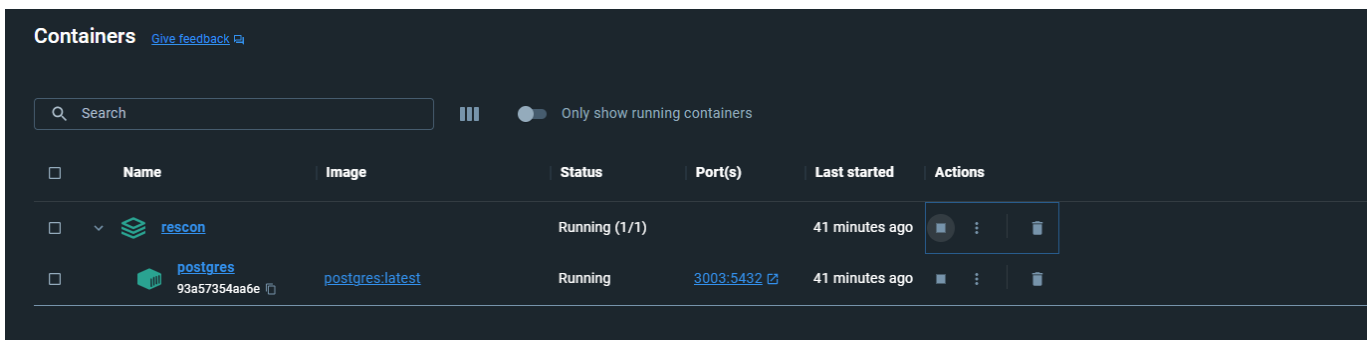 Containers Give feedback
Search
Only show running containers
Name Image Status Port(s) Last started Actions
rescon Running (1/1) 41 minutes ago
postgres
93a57354aa6e
postgres:latest Running 3003:5432 41 minutes ago